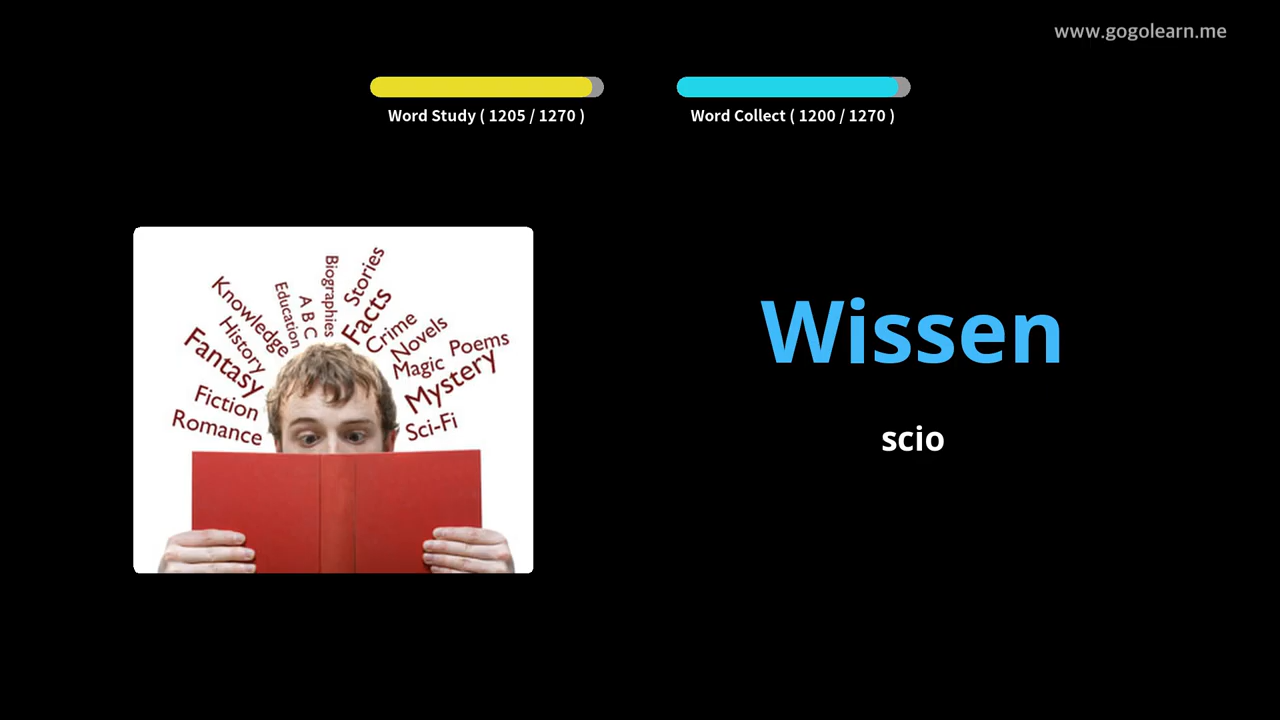 www.gogolearn.me
Word Study ( 1205 / 1270 )
Word Collect ( 1200 / 1270 )
Biographies
Stories
Education
A B C
Facts
Knowledge
Crime
History
Novels
Poems
Fantasy
Magic
Mystery
Fiction
Romance
Sci-Fi
Wissen
scio